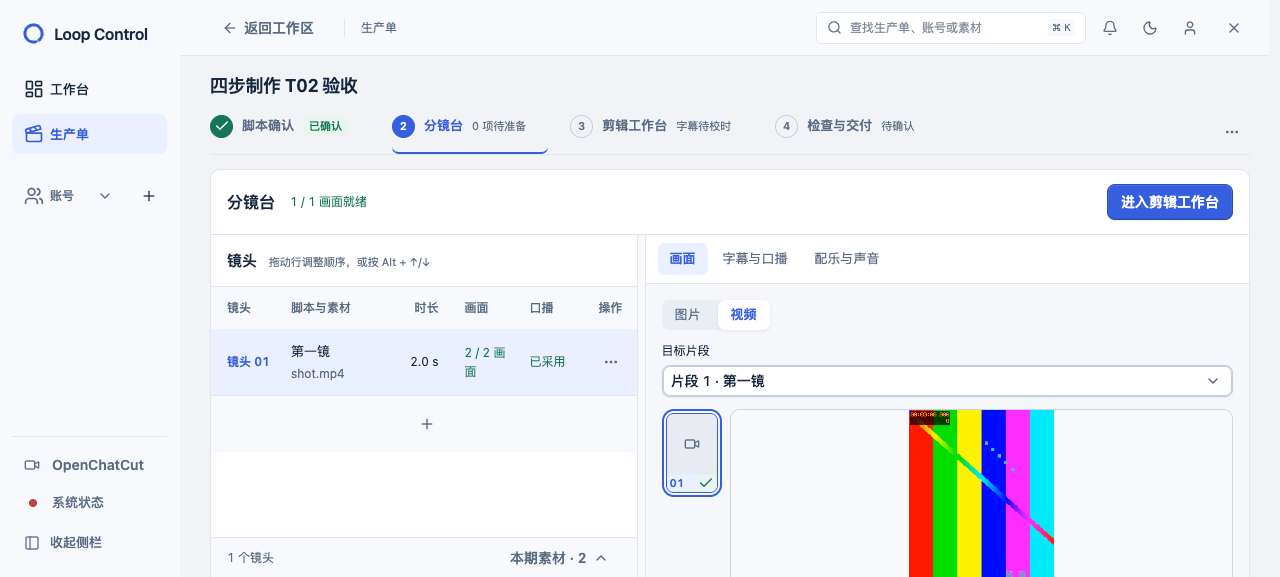 Loop Control
返回工作区
生产单
查找生产单、账号或素材
⌘ K
工作台
生产单
账号
OpenChatCut
系统状态
收起侧栏
四步制作 T02 验收
脚本确认 已确认
2 分镜台 0 项待准备
3 剪辑工作台 字幕待校时
4 检查与交付 待确认
分镜台 1 / 1 画面就绪
进入剪辑工作台
镜头 拖动行调整顺序，或按 Alt + ↑/↓
镜头 脚本与素材 时长 画面 口播 操作
镜头 01 第一镜 2.0 s 2 / 2 画面 已采用
shot.mp4
1 个镜头
本期素材 · 2
画面 字幕与口播 配乐与声音
图片 视频
目标片段
片段 1 · 第一镜
01